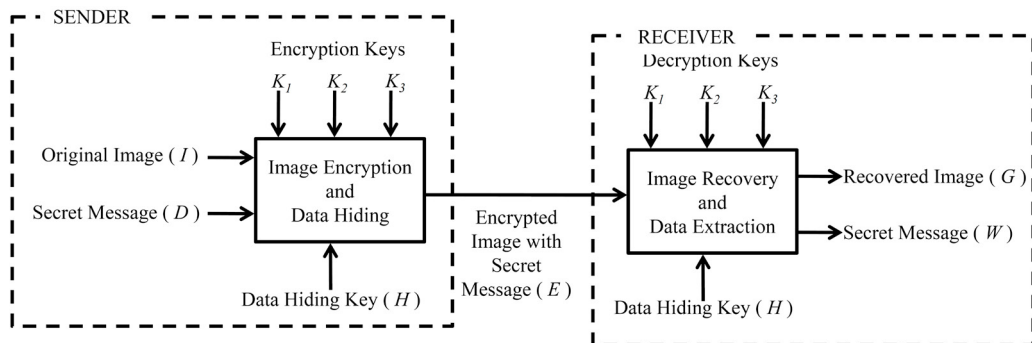 SENDER
Encryption Keys
K1 K2 K3
Original Image ( I )
Secret Message ( D )
Image Encryption
and
Data Hiding
Data Hiding Key ( H )
Encrypted
Image with
Secret
Message ( E )
RECEIVER
Decryption Keys
K1 K2 K3
Image Recovery
and
Data Extraction
Recovered Image ( G )
Secret Message ( W )
Data Hiding Key ( H )